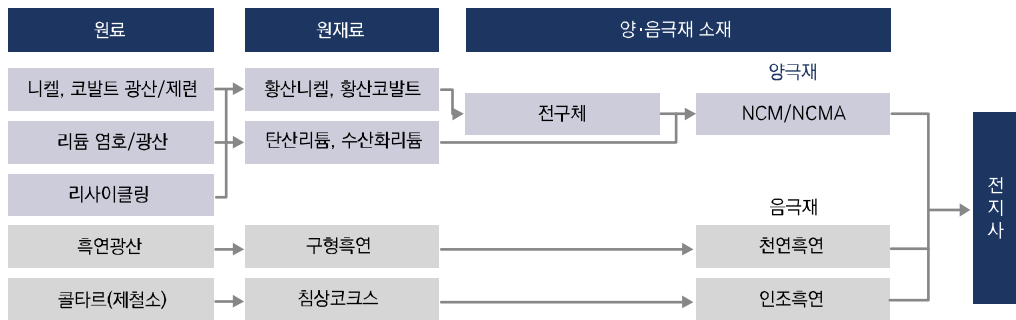 원료
원재료
양·음극재 소재
양극재
니켈, 코발트 광산/제련
황산니켈, 황산코발트
전구체
NCM/NCMA
리튬 염호/광산
탄산리튬, 수산화리튬
리사이클링
음극재
흑연광산
구형흑연
천연흑연
콜타르(제철소)
침상코크스
인조흑연
전
지
사